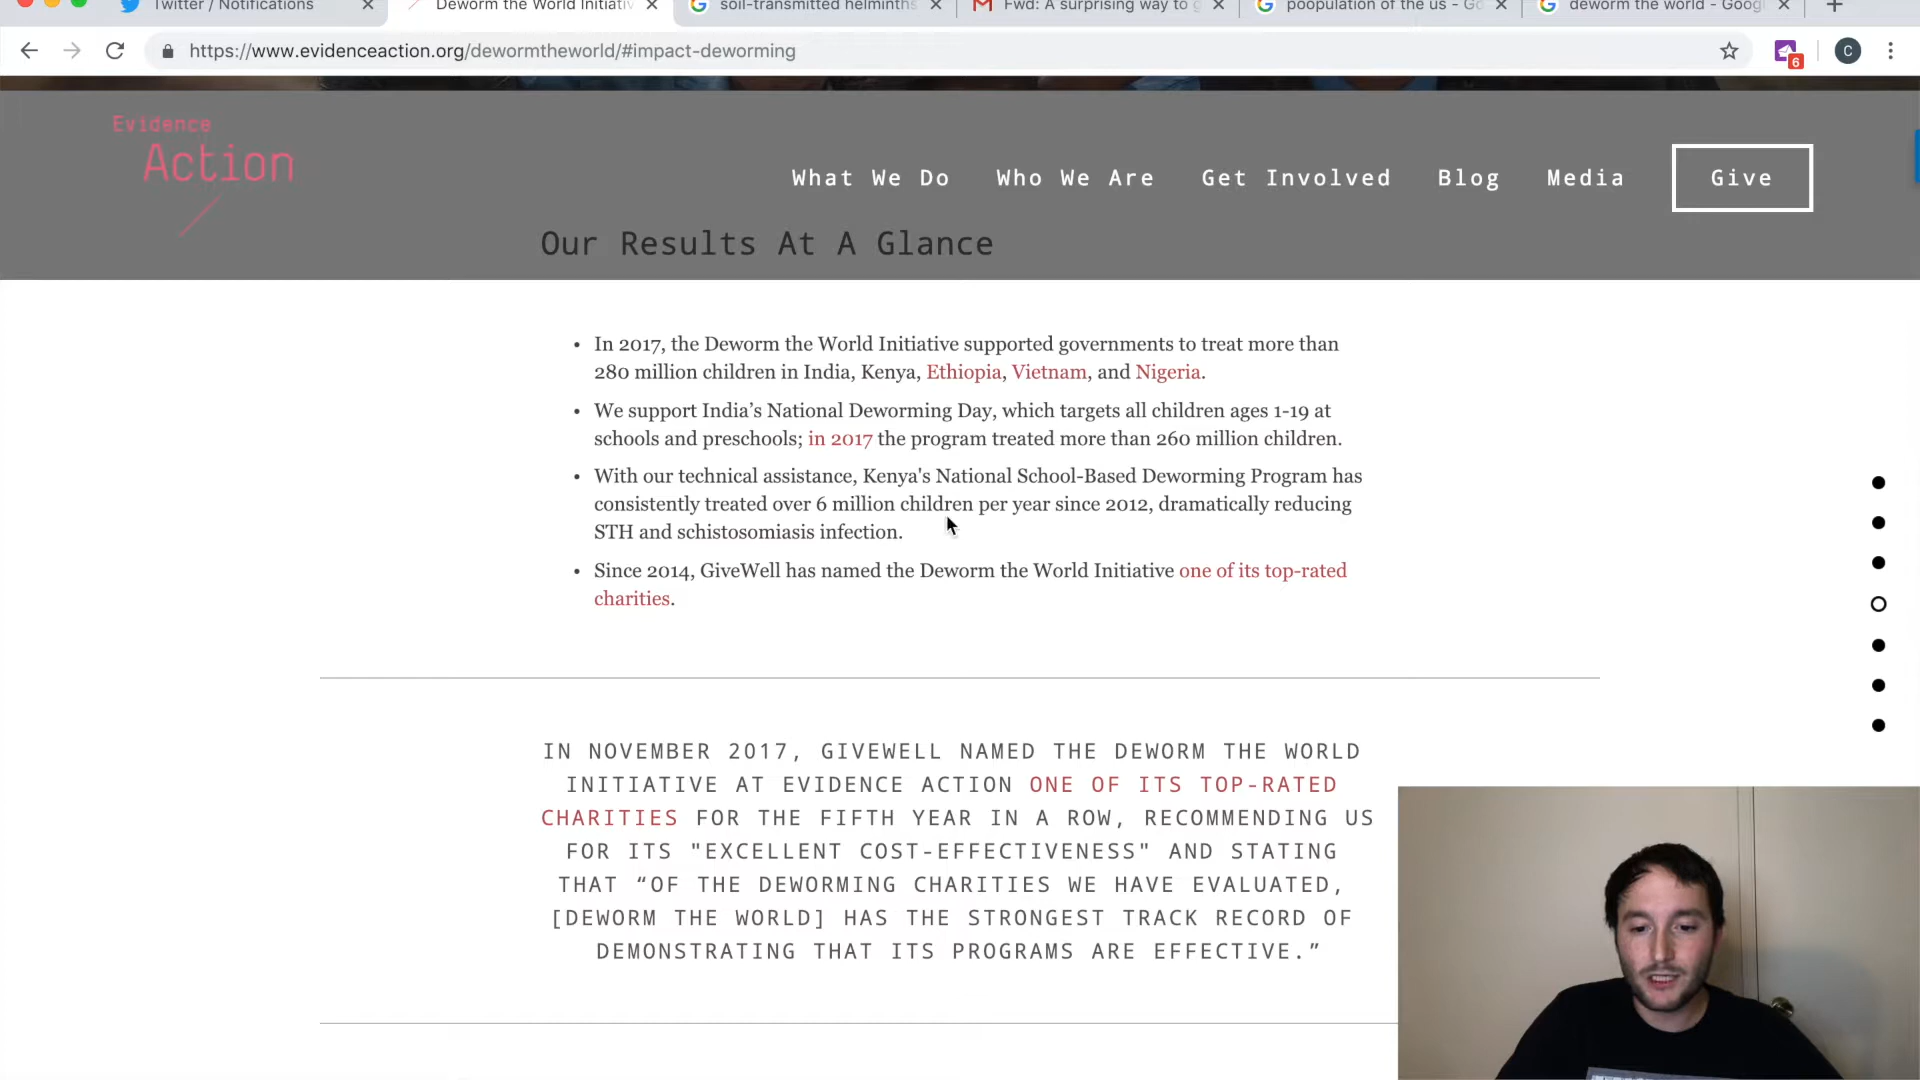 Twitter / Notifications
Deworm the World Initiativ
soil-transmitted helminths
Fwd: A surprising way to g
poopulation of the us - Go
deworm the world - Googl
https://www.evidenceaction.org/dewormtheworld/#impact-deworming
6
C
Evidence
Action
What We Do
Who We Are
Get Involved
Blog
Media
Give
Our Results At A Glance
• In 2017, the Deworm the World Initiative supported governments to treat more than
280 million children in India, Kenya, Ethiopia, Vietnam, and Nigeria.
• We support India's National Deworming Day, which targets all children ages 1-19 at
schools and preschools; in 2017 the program treated more than 260 million children.
• With our technical assistance, Kenya's National School-Based Deworming Program has
consistently treated over 6 million children per year since 2012, dramatically reducing
STH and schistosomiasis infection.
• Since 2014, GiveWell has named the Deworm the World Initiative one of its top-rated
charities.
IN NOVEMBER 2017, GIVEWELL NAMED THE DEWORM THE WORLD
INITIATIVE AT EVIDENCE ACTION ONE OF ITS TOP-RATED
CHARITIES FOR THE FIFTH YEAR IN A ROW, RECOMMENDING US
FOR ITS "EXCELLENT COST-EFFECTIVENESS" AND STATING
THAT “OF THE DEWORMING CHARITIES WE HAVE EVALUATED,
[DEWORM THE WORLD] HAS THE STRONGEST TRACK RECORD OF
DEMONSTRATING THAT ITS PROGRAMS ARE EFFECTIVE.”